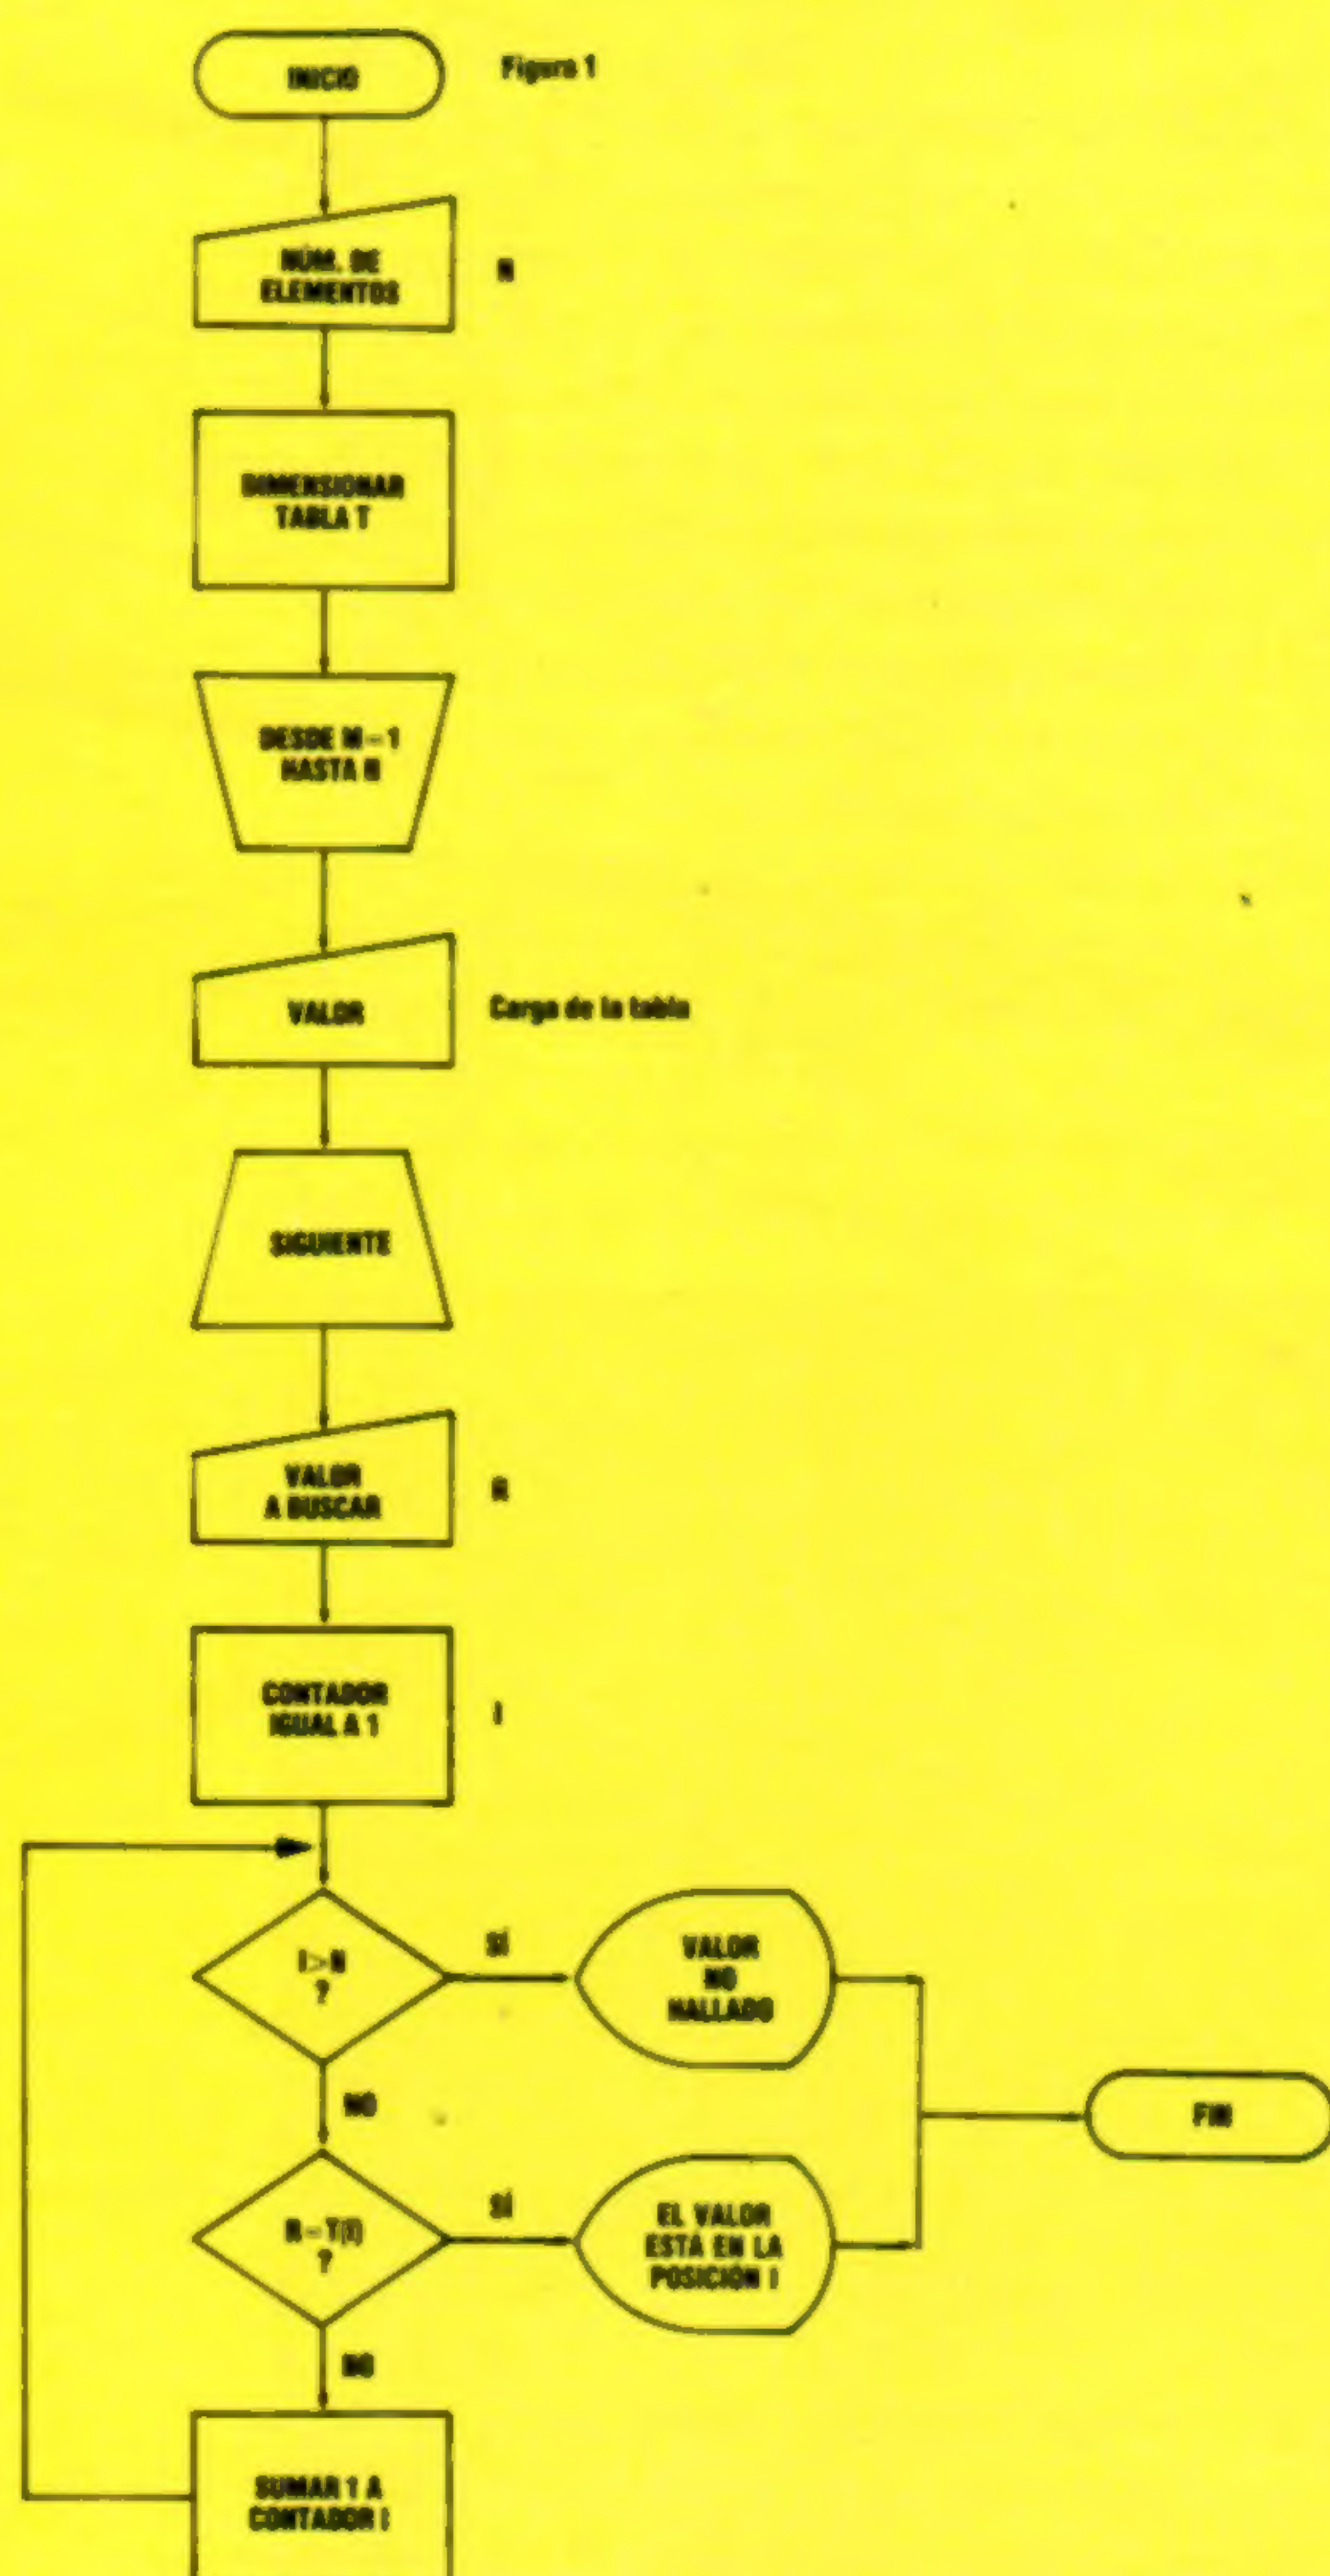 INICIO
Figura 1
NÚM. DE
ELEMENTOS
N
DIMENSIONAR
TABLA T
DESDE M=1
HASTA N
VALOR
Carga de la tabla
SIGUIENTE
VALOR
A BUSCAR
R
CONTADOR
IGUAL A 1
I
I>N
?
SÍ
VALOR
NO
HALLADO
NO
FIN
R=T(I)
?
SÍ
EL VALOR
ESTÁ EN LA
POSICIÓN I
NO
SUMAR 1 A
CONTADOR I